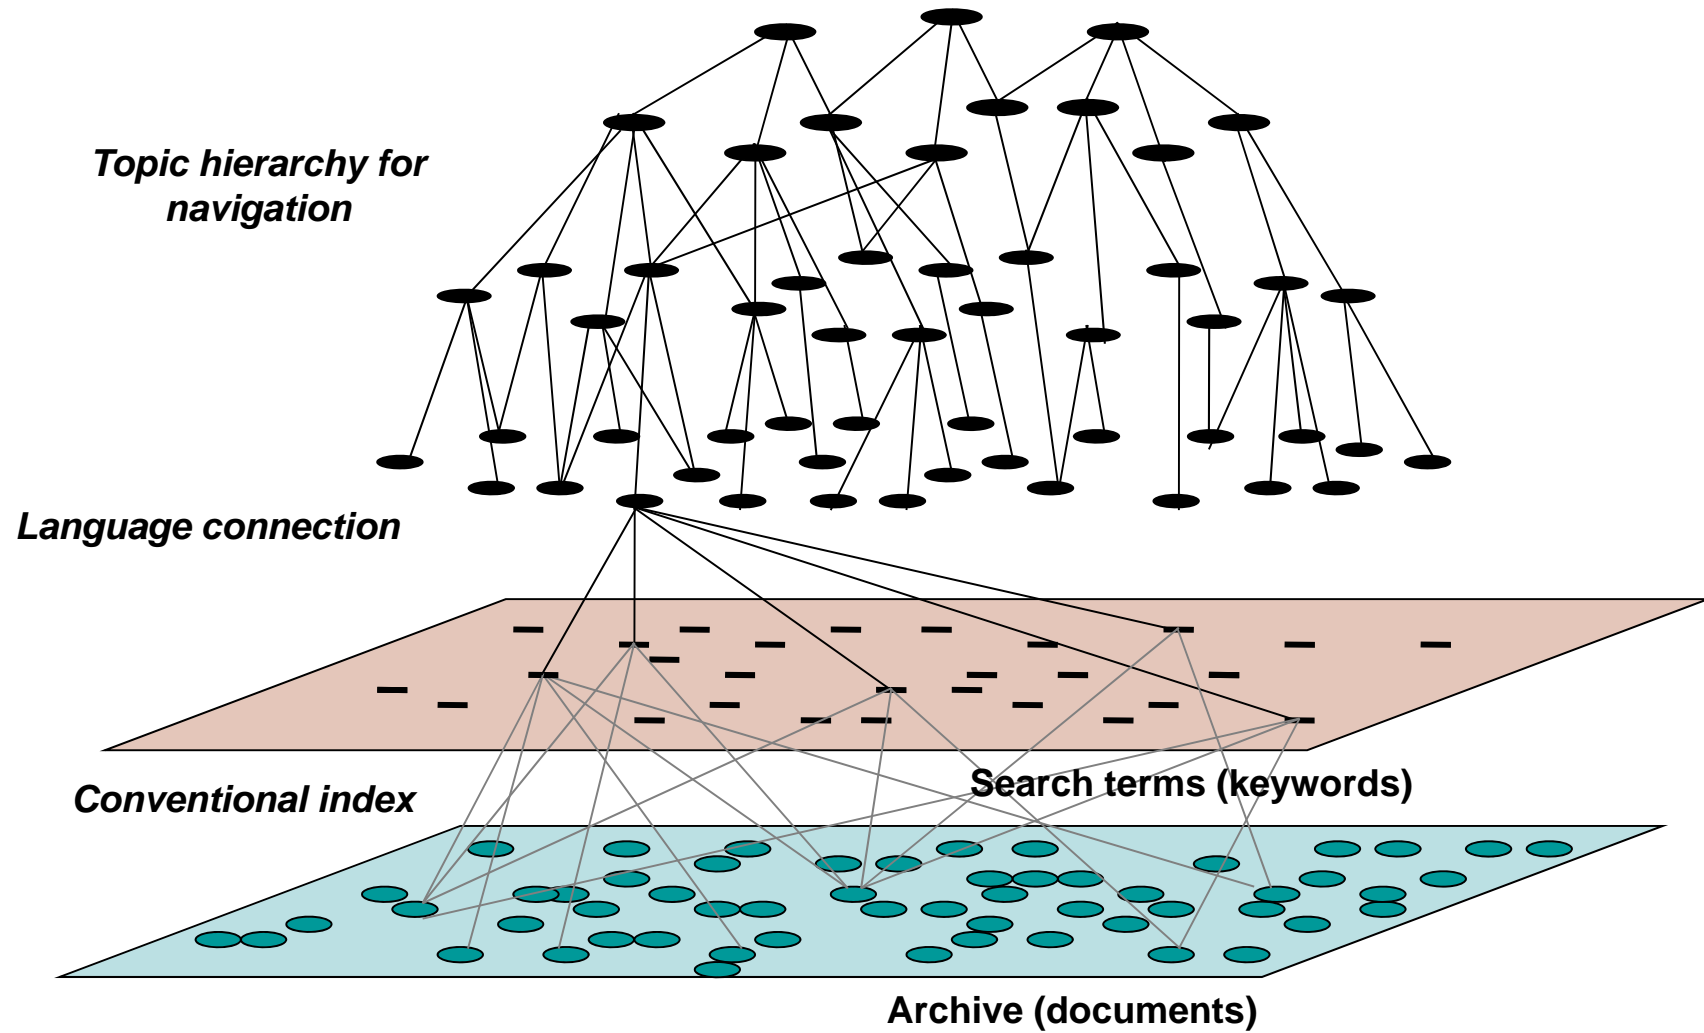 Topic hierarchy for
navigation
Language connection
Search terms (keywords)
Conventional index
Archive (documents)